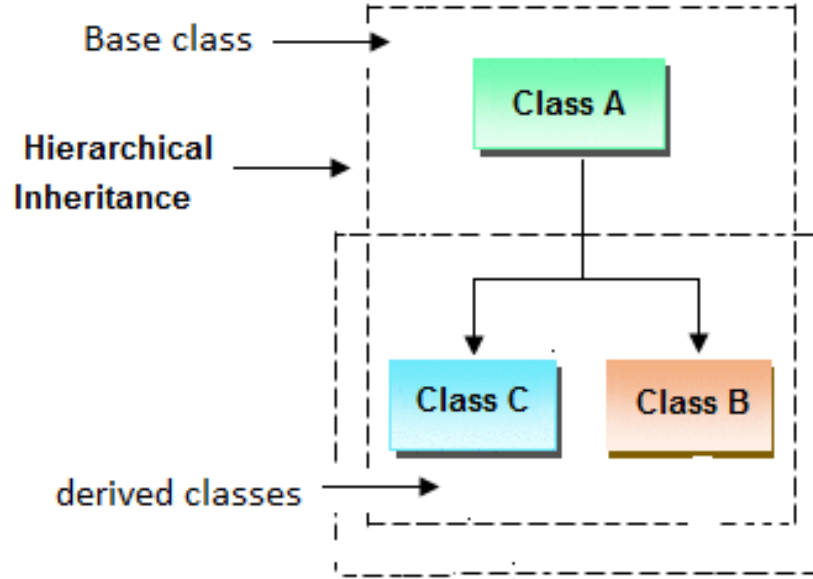 Base class
Class A
Hierarchical
Inheritance
Class C
Class B
derived classes